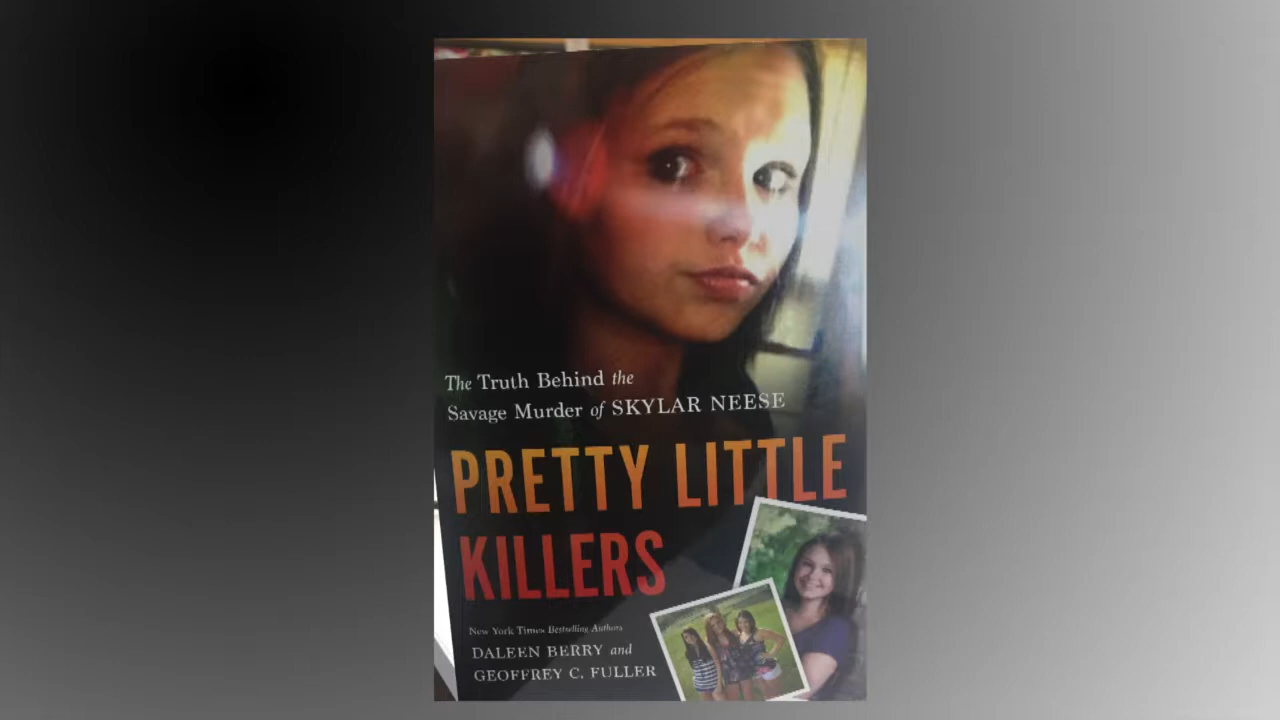 The Truth Behind the
Savage Murder of SKYLAR NEESE
PRETTY LITTLE
KILLERS
New York Times Bestselling Authors
DALEEN BERRY and
GEOFFREY C. FULLER